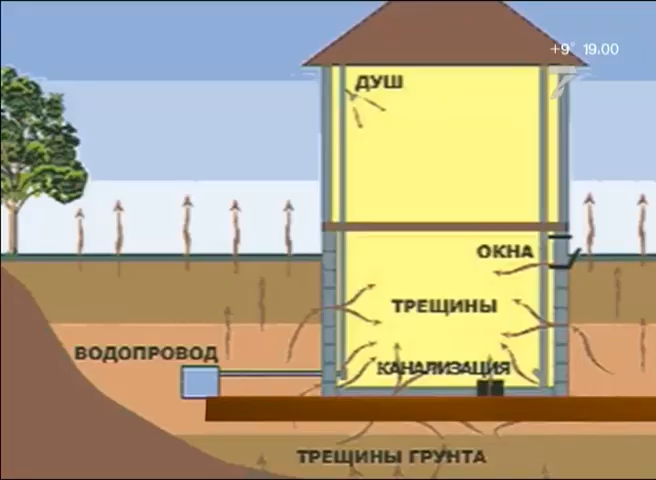 +9° 19.00
ДУШ
ОКНА
ТРЕЩИНЫ
ВОДОПРОВОД
КАНАЛИЗАЦИЯ
ТРЕЩИНЫ ГРУНТА